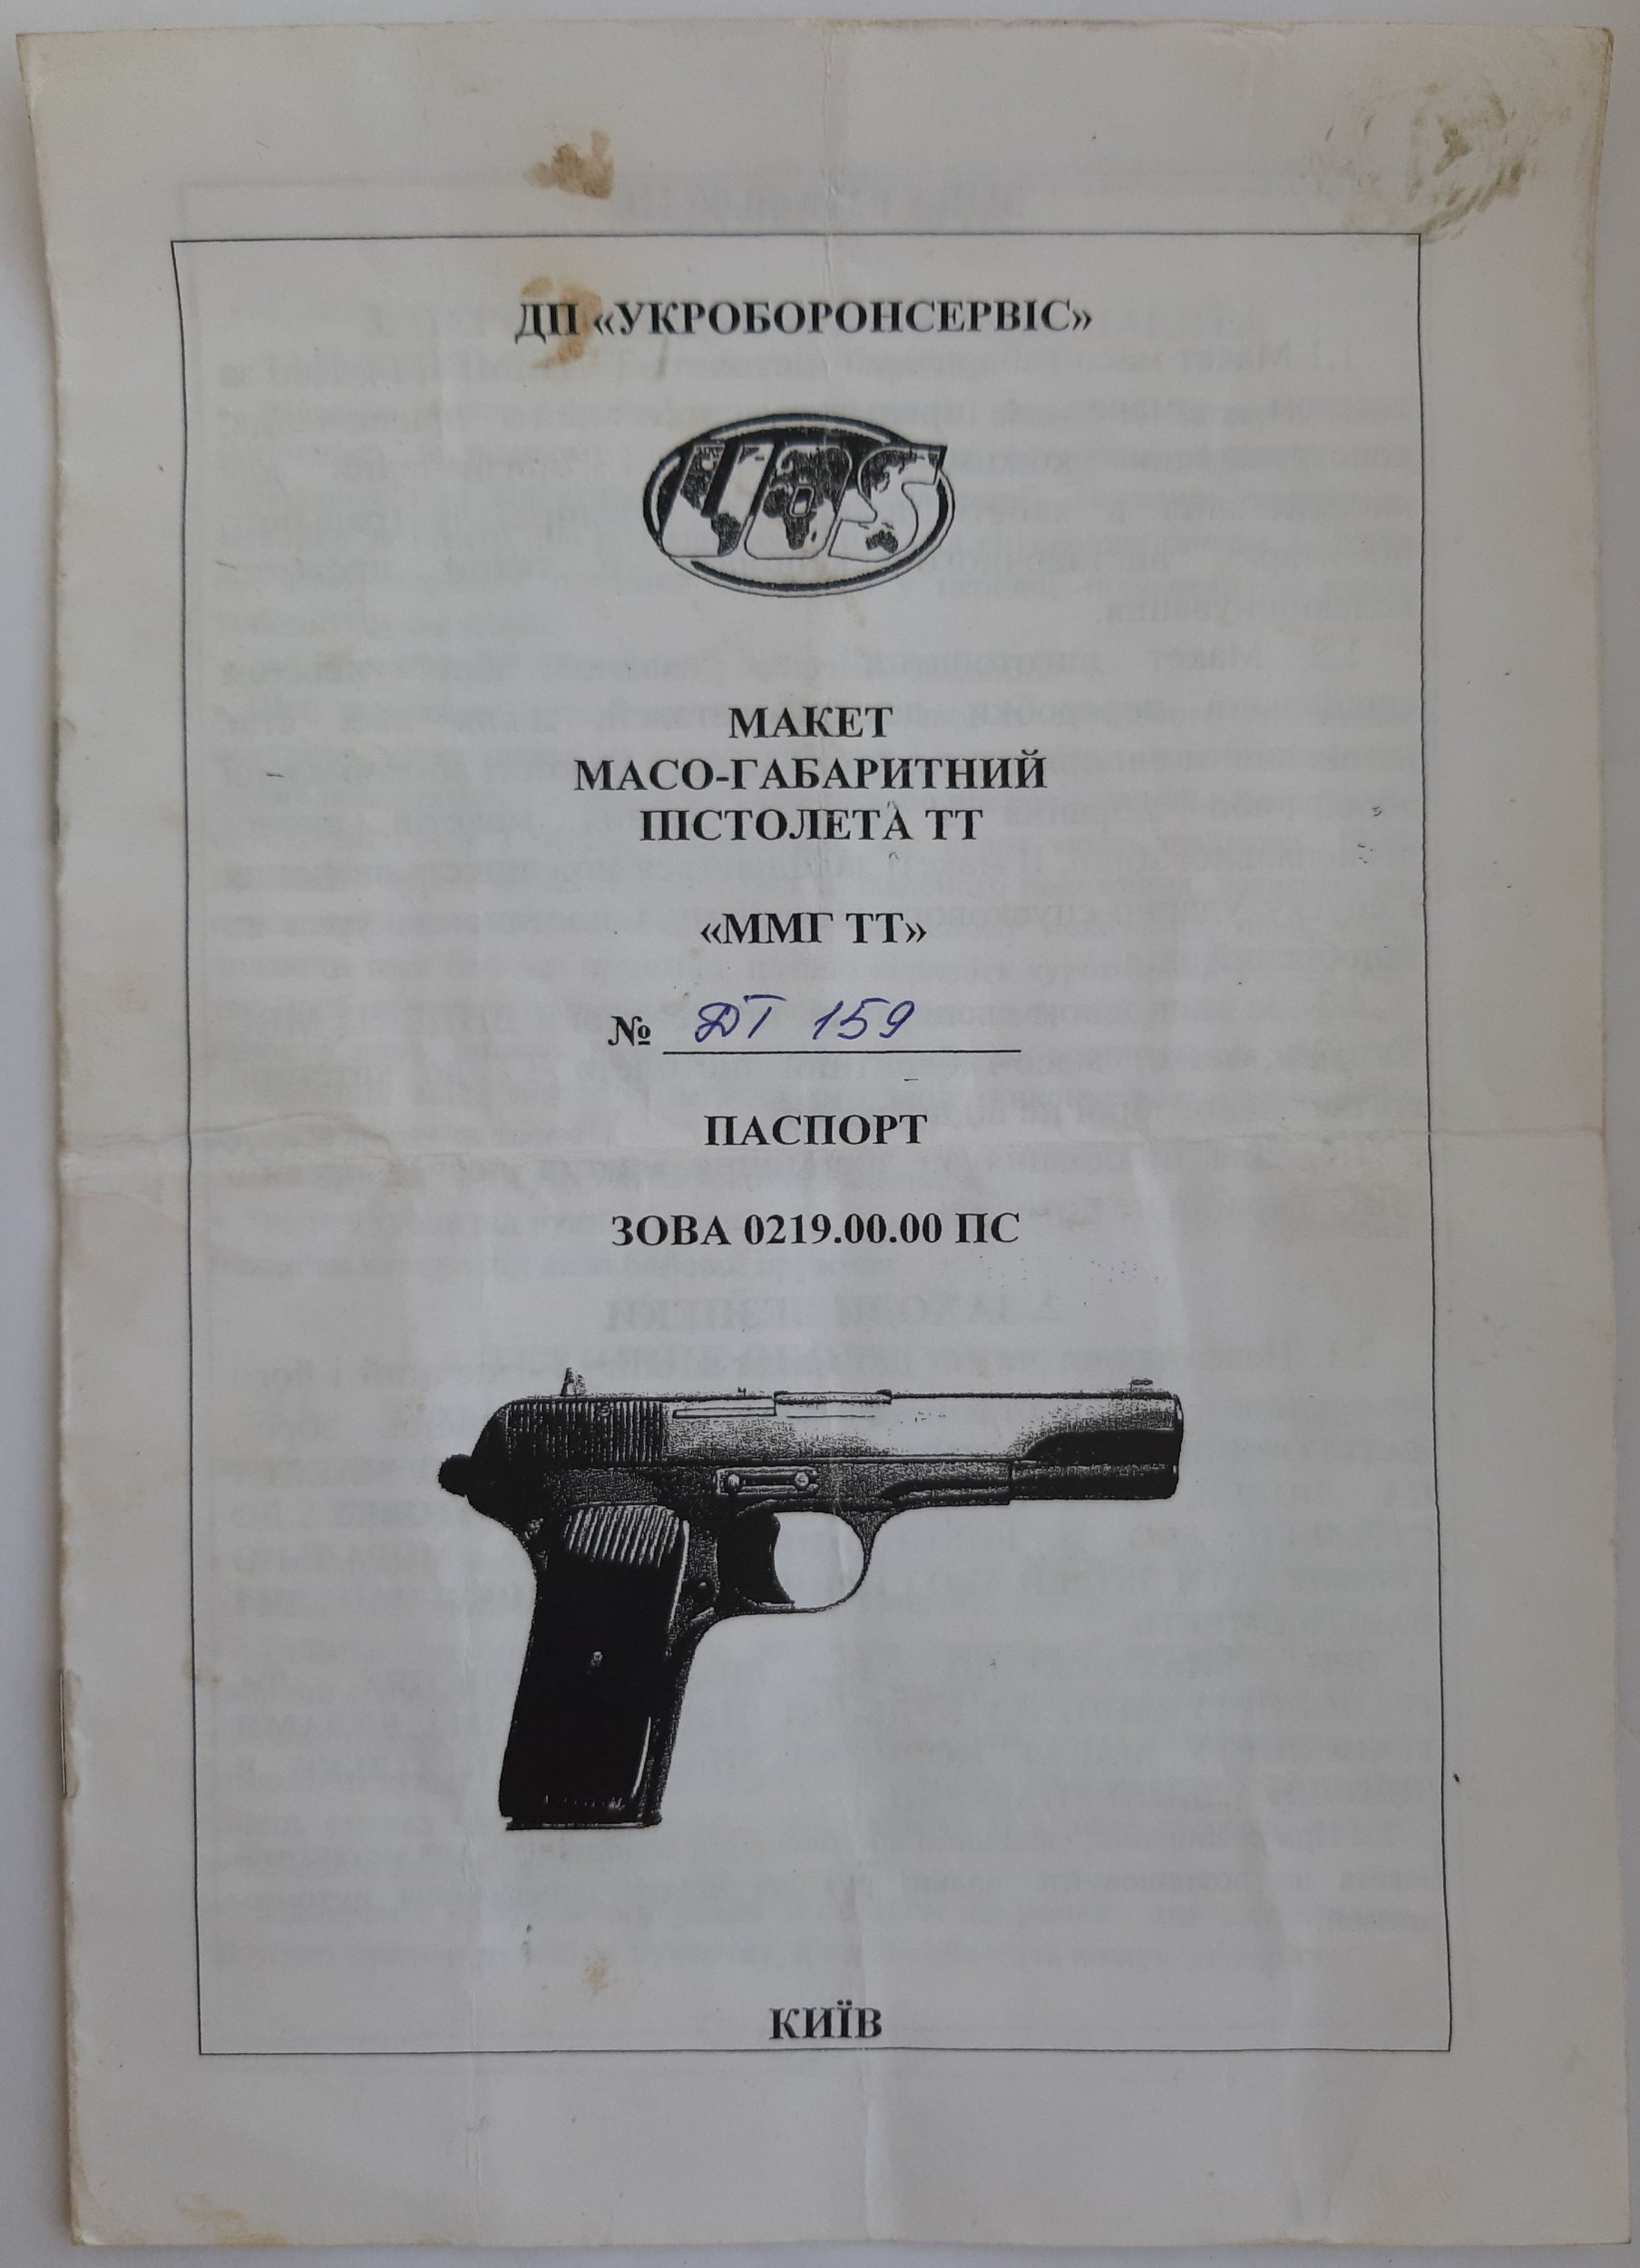 ДП «УКРОБОРОНСЕРВІС»
UOS
МАКЕТ
МАСО-ГАБАРИТНИЙ
ПІСТОЛЕТА ТТ
«ММГ ТТ»
№ ДТ 159
ПАСПОРТ
ЗОВА 0219.00.00 ПС
КИЇВ